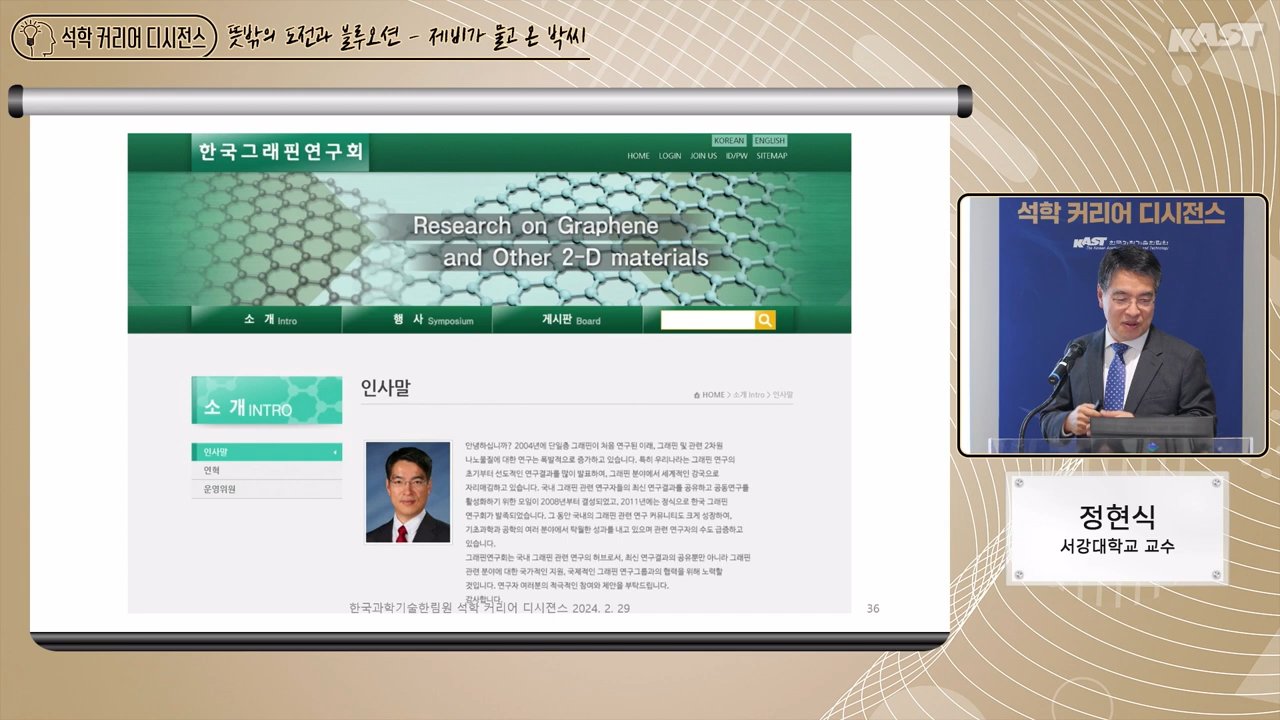 석학 커리어 디시전스
뜻밖의 도전과 블루오션 - 제비가 물고 온 박씨
KAST
한국그래핀연구회
KOREAN ENGLISH
HOME LOGIN JOIN US ID/PW SITEMAP
Research on Graphene
and Other 2-D materials
소 개 Intro
행 사 Symposium
게시판 Board
소 개 INTRO
인사말
연혁
운영위원
인사말
HOME > 소개 Intro > 인사말
안녕하십니까? 2004년에 단일층 그래핀이 처음 연구된 이래, 그래핀 및 관련 2차원
나노물질에 대한 연구는 폭발적으로 증가하고 있습니다. 특히 우리나라는 그래핀 연구의
초기부터 선도적인 연구결과를 많이 발표하여, 그래핀 분야에서 세계적인 강국으로
자리매김하고 있습니다. 국내 그래핀 관련 연구자들의 최신 연구결과를 공유하고 공동연구를
활성화하기 위한 모임이 2008년부터 결성되었고, 2011년에는 정식으로 한국 그래핀
연구회가 발족되었습니다. 그 동안 국내의 그래핀 관련 연구 커뮤니티도 크게 성장하여,
기초과학과 공학의 여러 분야에서 탁월한 성과를 내고 있으며 관련 연구자의 수도 급증하고
있습니다.
그래핀연구회는 국내 그래핀 관련 연구의 허브로서, 최신 연구결과의 공유뿐만 아니라 그래핀
관련 분야에 대한 국가적인 지원, 국제적인 그래핀 연구그룹과의 협력을 위해 노력할
것입니다. 연구자 여러분의 적극적인 참여와 제안을 부탁드립니다.
감사합니다.
한국과학기술한림원 석학 커리어 디시젼스 2024. 2. 29
36
석학 커리어 디시전스
KAST
정현식
서강대학교 교수